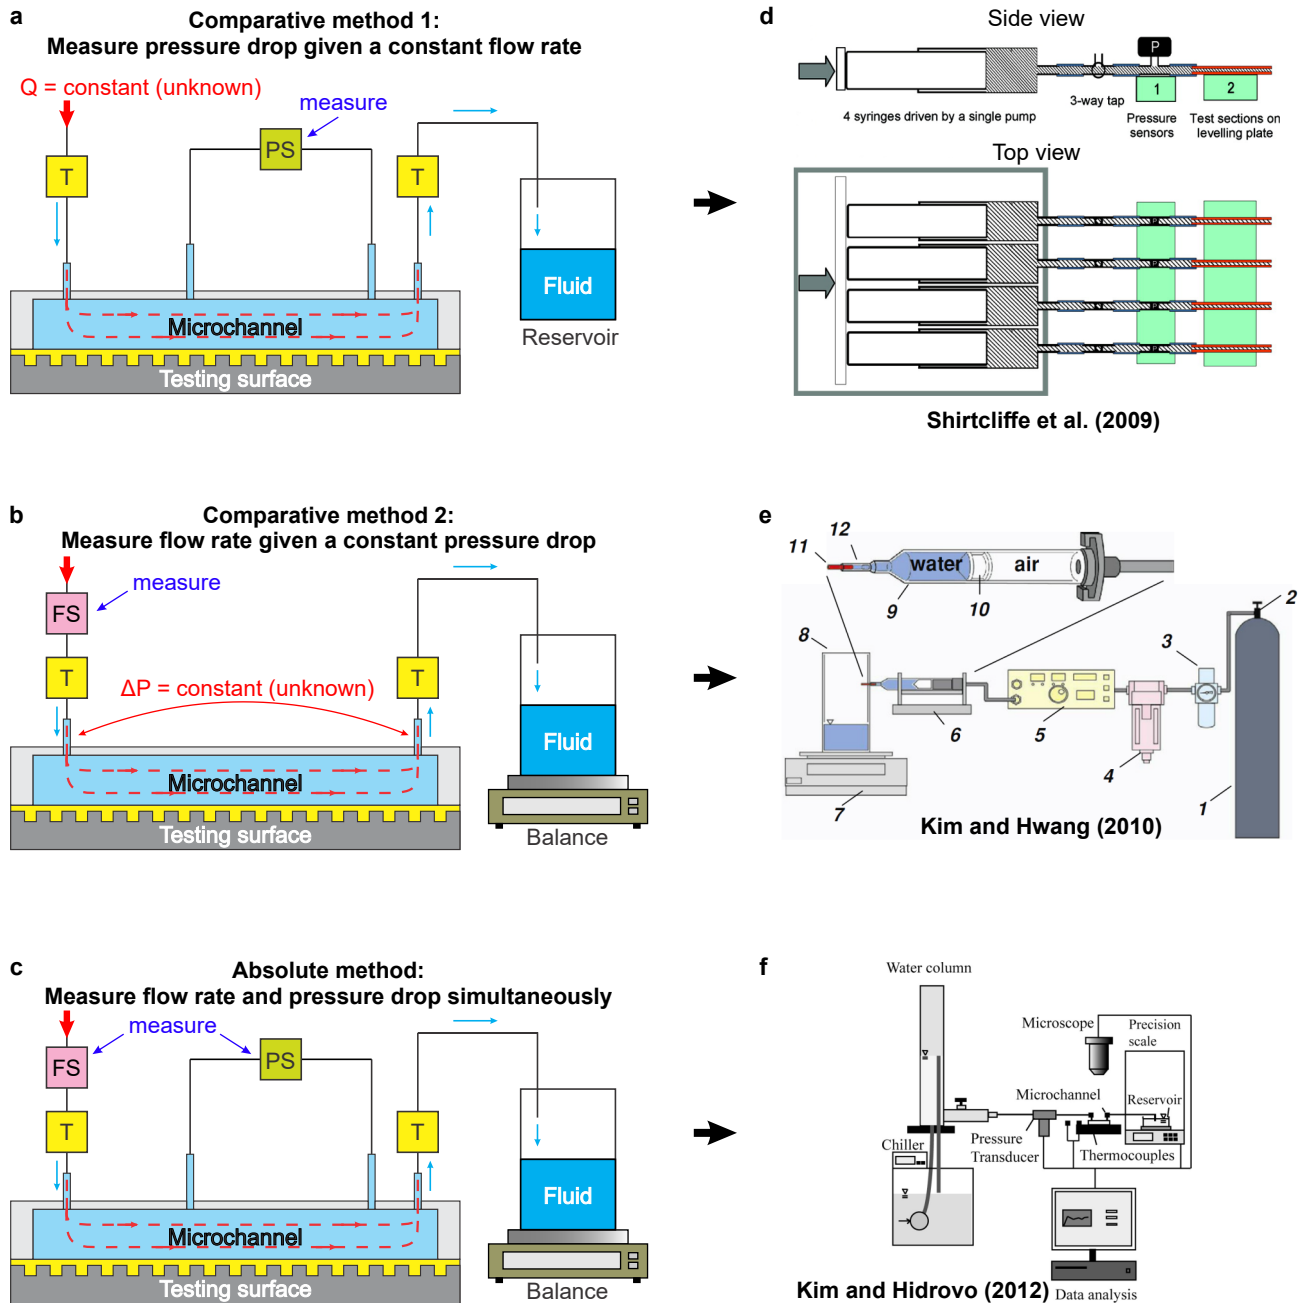 a
Comparative method 1:
Measure pressure drop given a constant flow rate
Q = constant (unknown)
measure
PS
T
T
Fluid
Microchannel
Reservoir
Testing surface
d
Side view
P
1
2
3-way tap
4 syringes driven by a single pump
Pressure
sensors
Test sections on
levelling plate
Top view
Shirtcliffe et al. (2009)
b
Comparative method 2:
Measure flow rate given a constant pressure drop
measure
FS
T
T
ΔP = constant (unknown)
Fluid
Microchannel
Testing surface
Balance
e
12
11
water
air
9
10
2
8
3
6
5
4
7
1
Kim and Hwang (2010)
c
Absolute method:
Measure flow rate and pressure drop simultaneously
measure
FS
PS
T
T
Fluid
Microchannel
Testing surface
Balance
f
Water column
Microscope
Precision
scale
Microchannel
Reservoir
Pressure
Transducer
Thermocouples
Chiller
Kim and Hidrovo (2012)
Data analysis